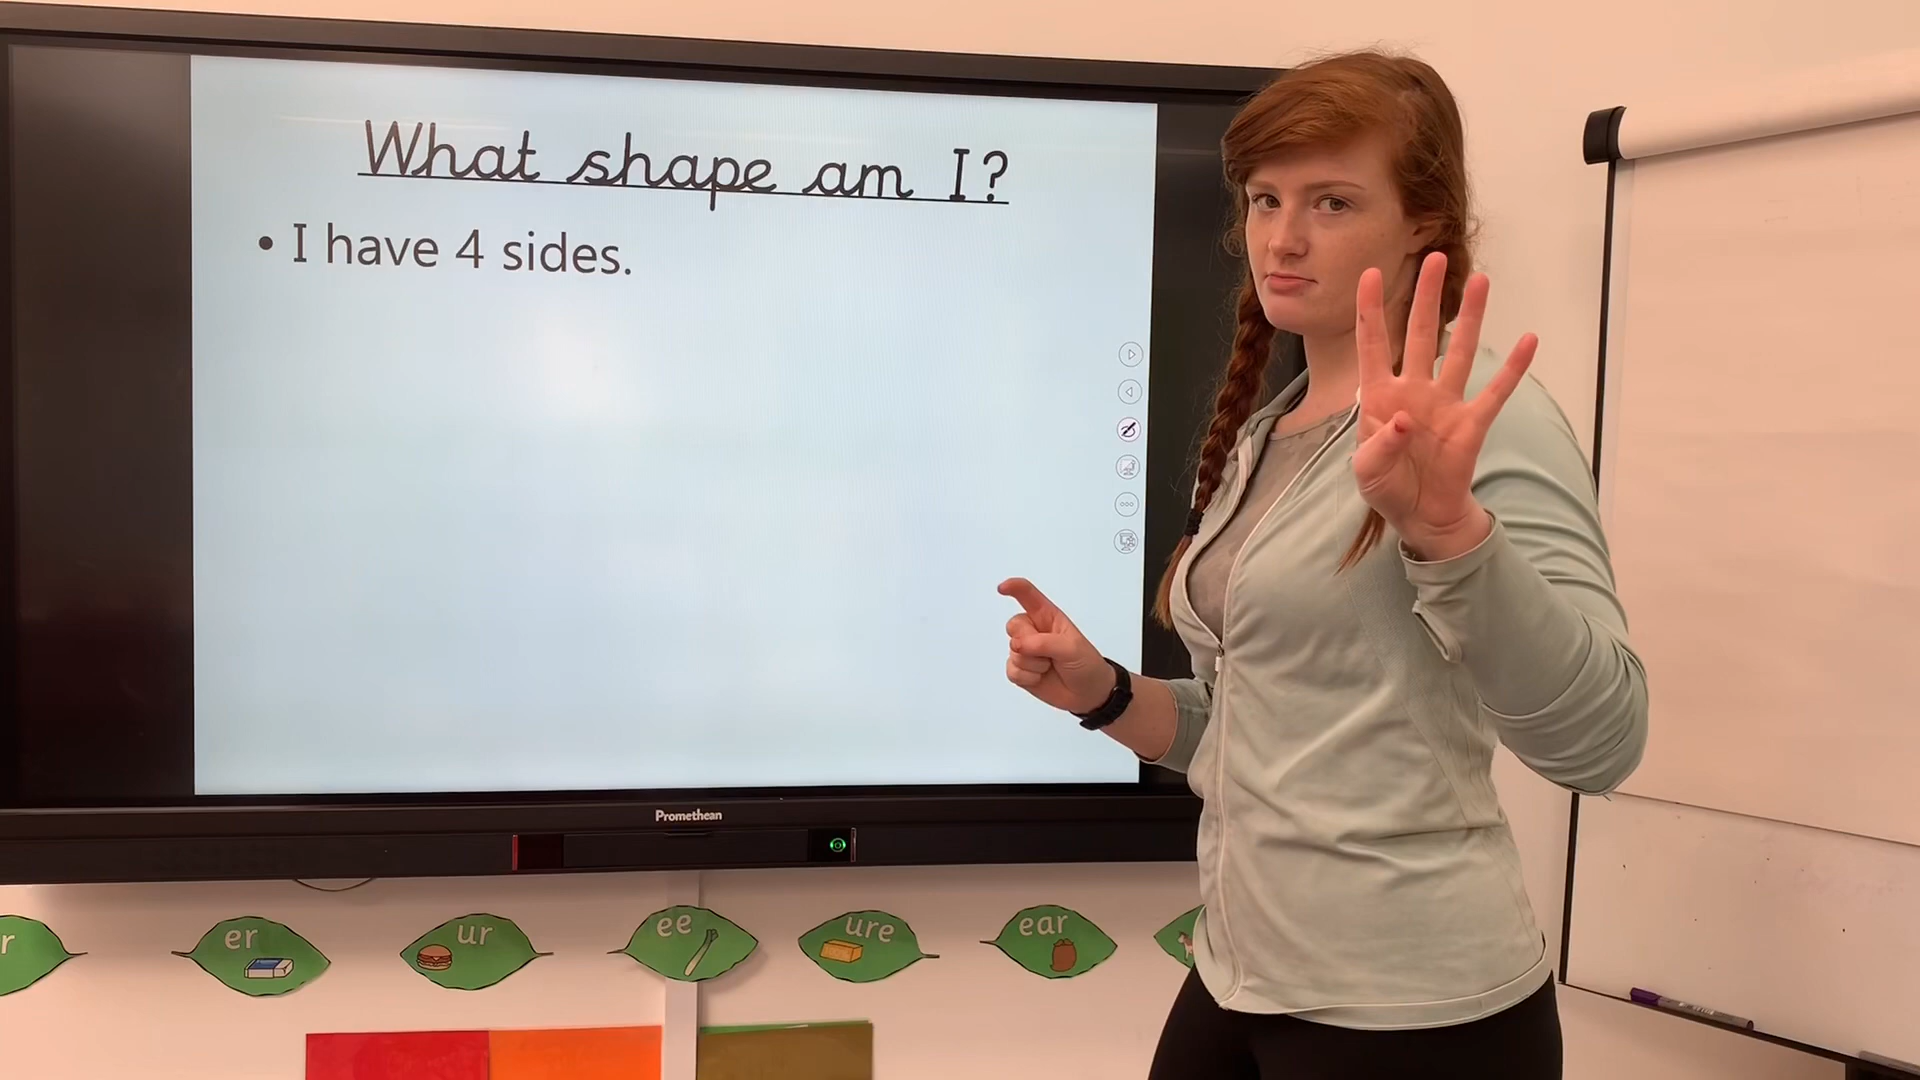 What shape am I?
• I have 4 sides.
Promethean
r
er
ur
ee
ure
ear